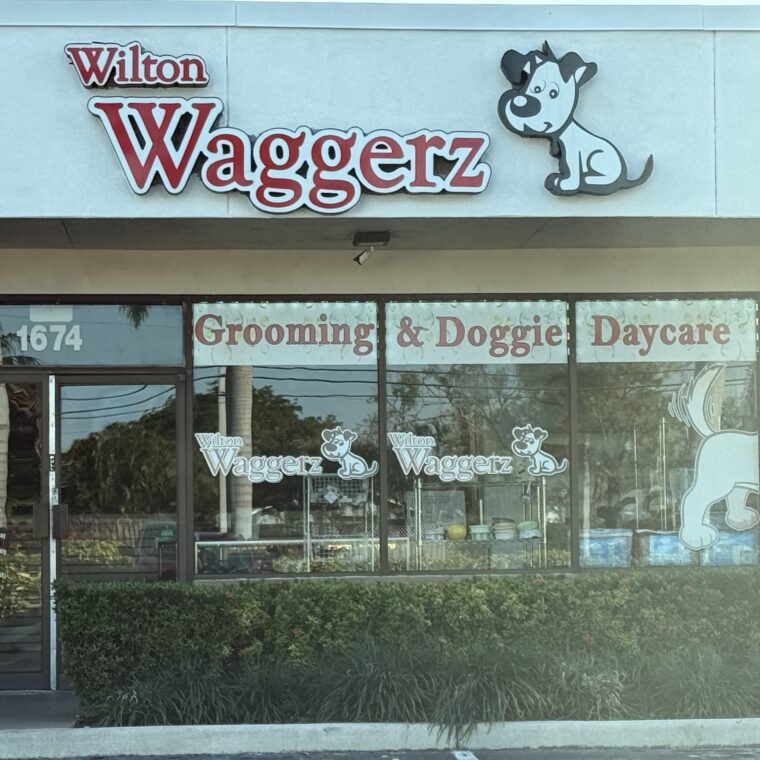 Wilton
Waggerz
1674
Grooming & Doggie Daycare
Wilton
Waggerz
Wilton
Waggerz